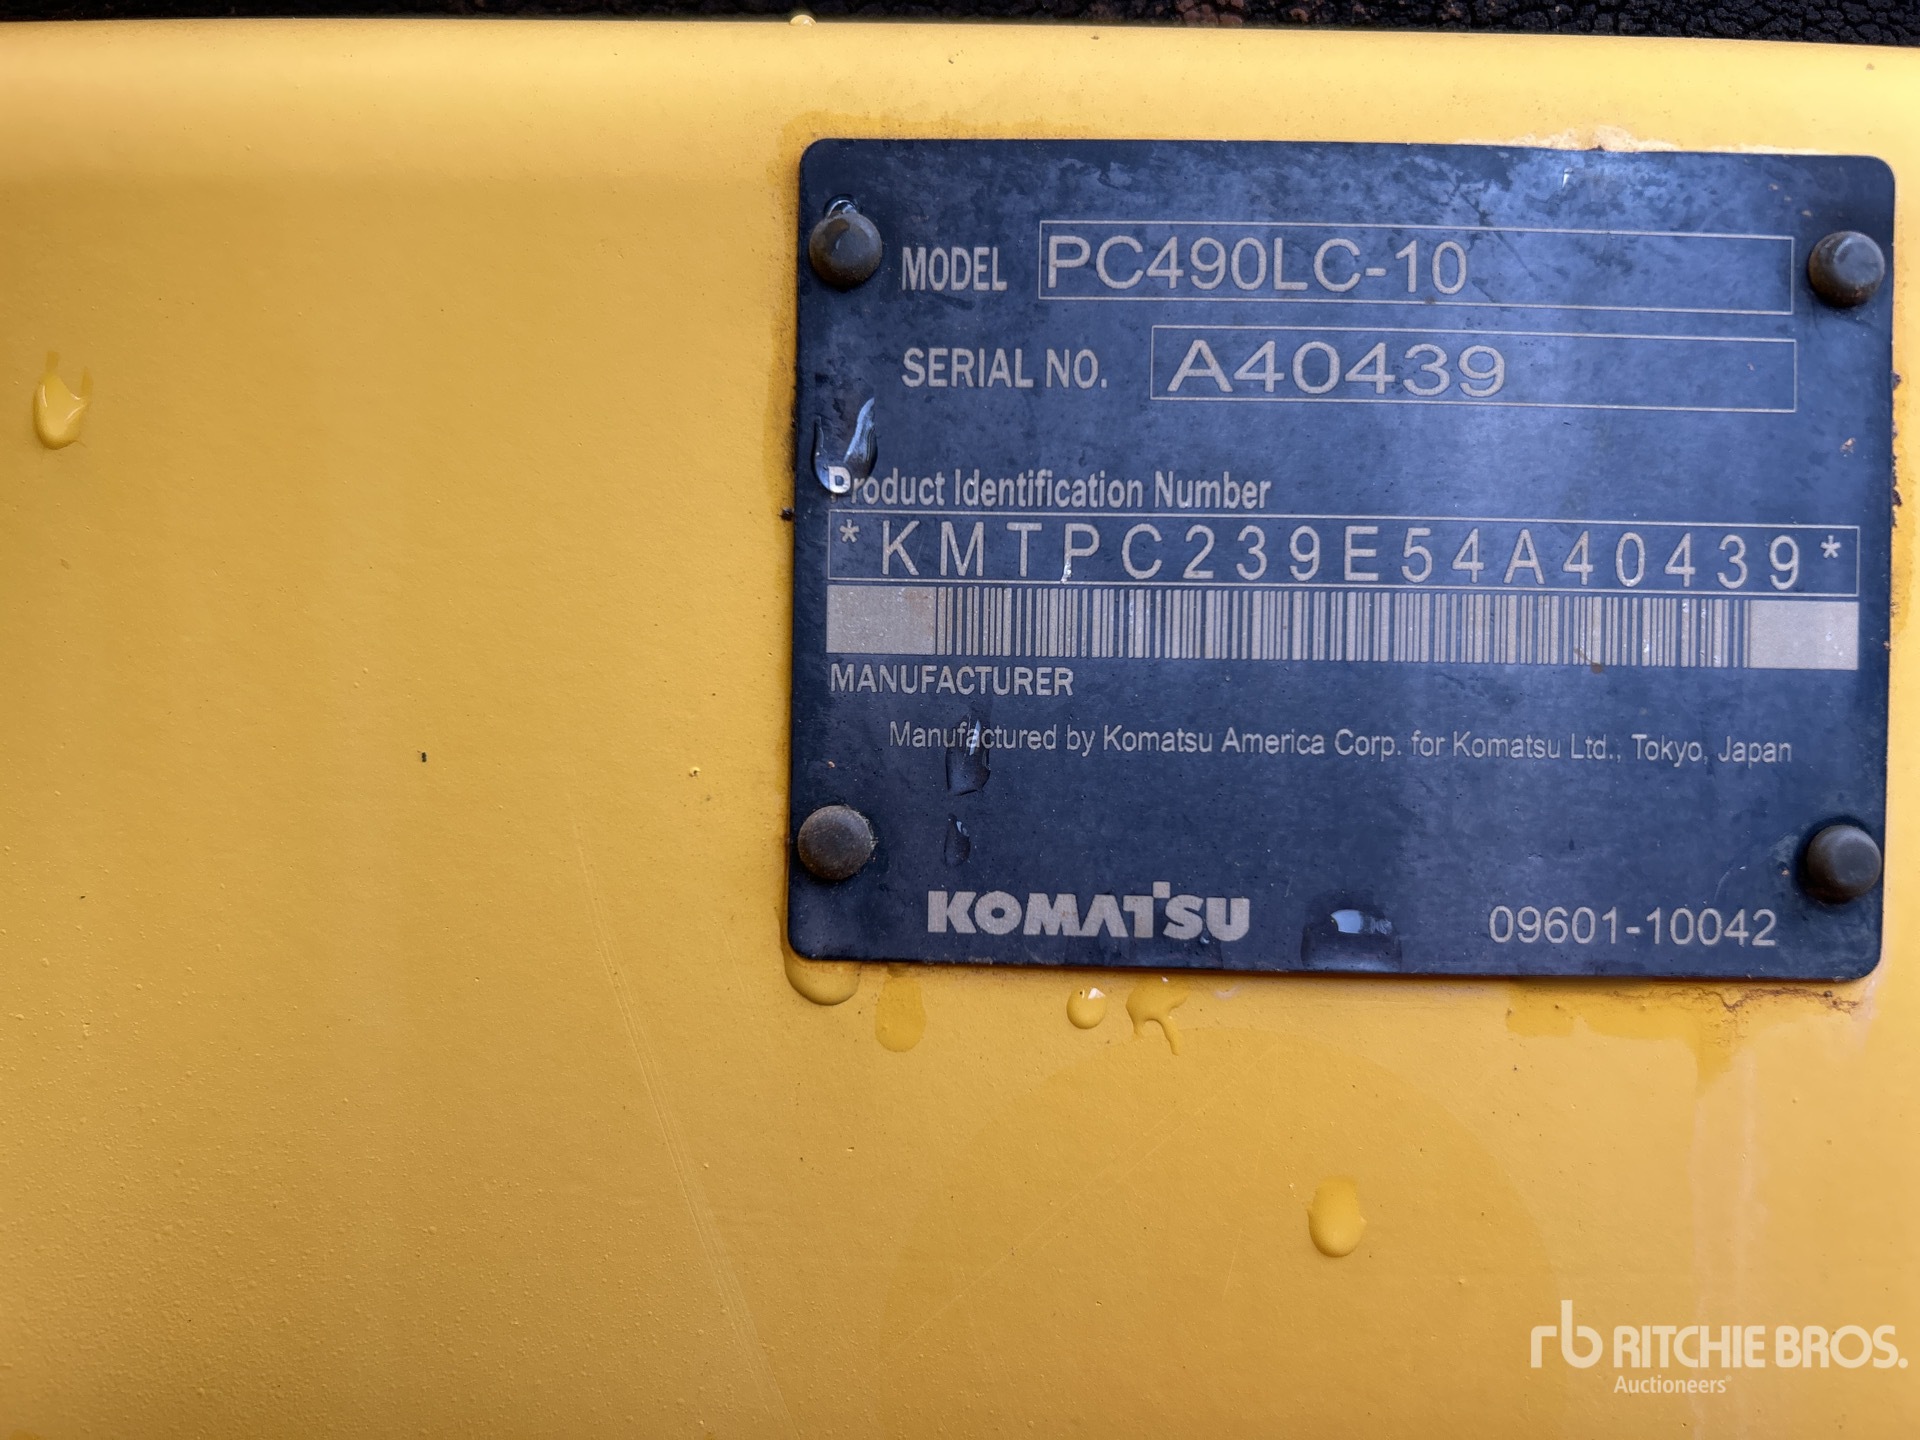 MODEL PC490LC-10
SERIAL NO. A40439
Product Identification Number
*KMTPC239E54A40439*
MANUFACTURER
Manufactured by Komatsu America Corp. for Komatsu Ltd., Tokyo, Japan
KOMATSU 09601-10042
rb RITCHIE BROS.
Auctioneers